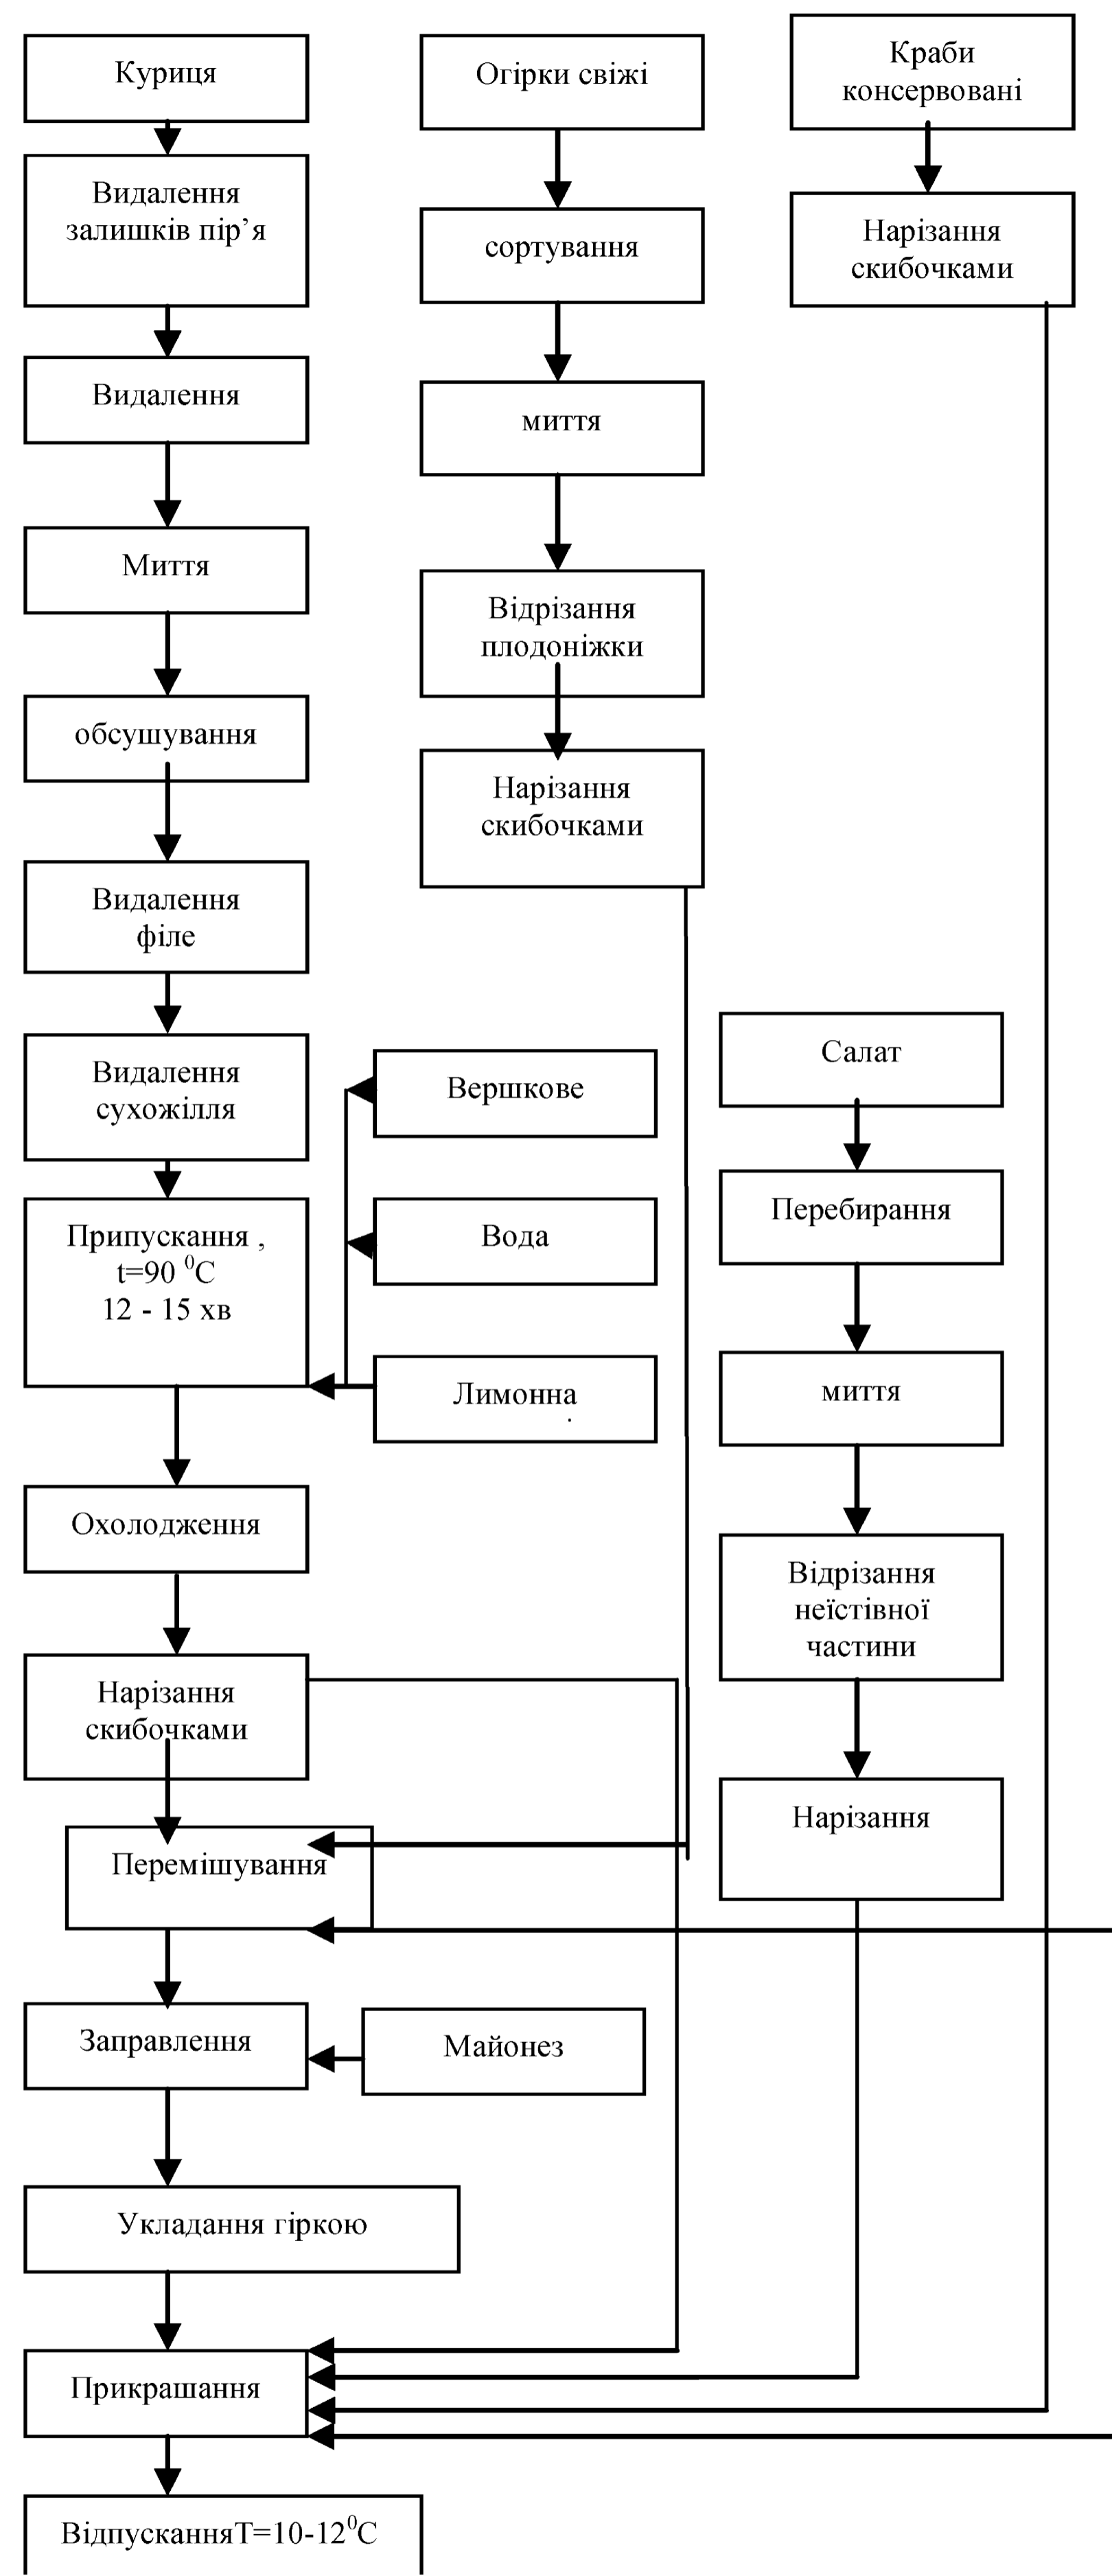 Куриця
Видалення
залишків пір’я
Видалення
Миття
обсушування
Видалення
філе
Видалення
сухожілля
Припускання ,
t=90 ⁰С
12 - 15 хв
Охолодження
Нарізання
скибочками
Перемішування
Заправлення
Укладання гіркою
Прикрашання
ВідпусканняТ=10-12⁰С
Огірки свіжі
сортування
миття
Відрізання
плодоніжки
Нарізання
скибочками
Вершкове
Вода
Лимонна
Майонез
Краби
консервовані
Нарізання
скибочками
Салат
Перебирання
миття
Відрізання
неїстівної
частини
Нарізання